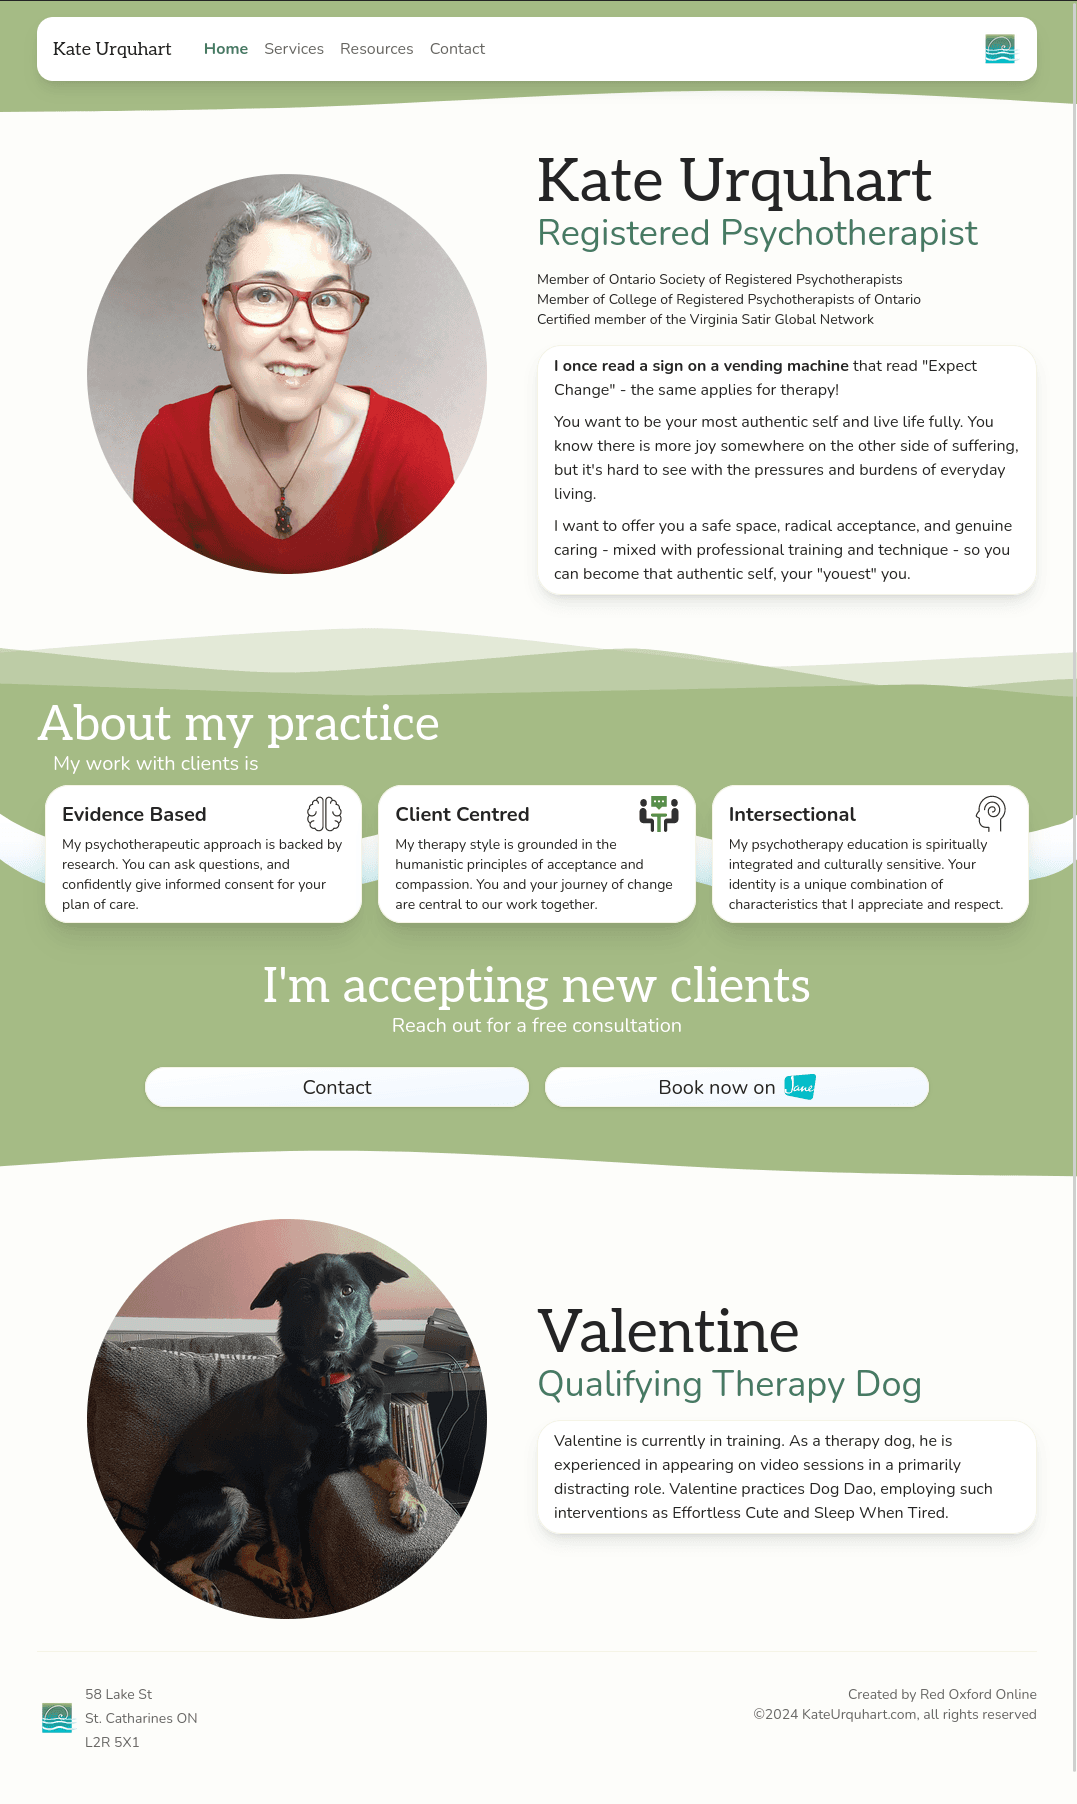 Kate Urquhart Home Services Resources Contact
Kate Urquhart
Registered Psychotherapist
Member of Ontario Society of Registered Psychotherapists
Member of College of Registered Psychotherapists of Ontario
Certified member of the Virginia Satir Global Network
I once read a sign on a vending machine that read "Expect
Change" - the same applies for therapy!
You want to be your most authentic self and live life fully. You
know there is more joy somewhere on the other side of suffering,
but it's hard to see with the pressures and burdens of everyday
living.
I want to offer you a safe space, radical acceptance, and genuine
caring - mixed with professional training and technique - so you
can become that authentic self, your "youest" you.
About my practice
My work with clients is
Evidence Based
My psychotherapeutic approach is backed by
research. You can ask questions, and
confidently give informed consent for your
plan of care.
Client Centred
My therapy style is grounded in the
humanistic principles of acceptance and
compassion. You and your journey of change
are central to our work together.
Intersectional
My psychotherapy education is spiritually
integrated and culturally sensitive. Your
identity is a unique combination of
characteristics that I appreciate and respect.
I'm accepting new clients
Reach out for a free consultation
Contact
Book now on Jane
Valentine
Qualifying Therapy Dog
Valentine is currently in training. As a therapy dog, he is
experienced in appearing on video sessions in a primarily
distracting role. Valentine practices Dog Dao, employing such
interventions as Effortless Cute and Sleep When Tired.
58 Lake St
St. Catharines ON
L2R 5X1
Created by Red Oxford Online
©2024 KateUrquhart.com, all rights reserved